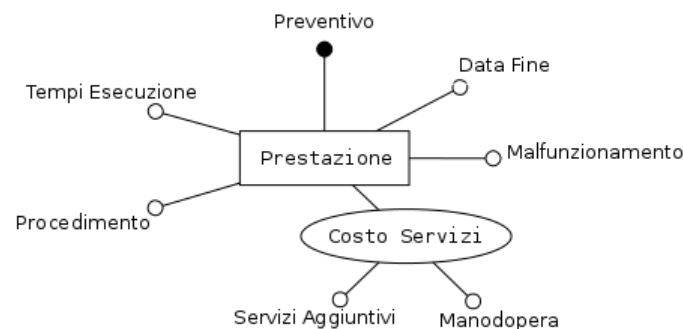 Preventivo
Data Fine
Tempi Esecuzione
Prestazione
Malfunzionamento
Procedimento
Costo Servizi
Servizi Aggiuntivi
Manodopera